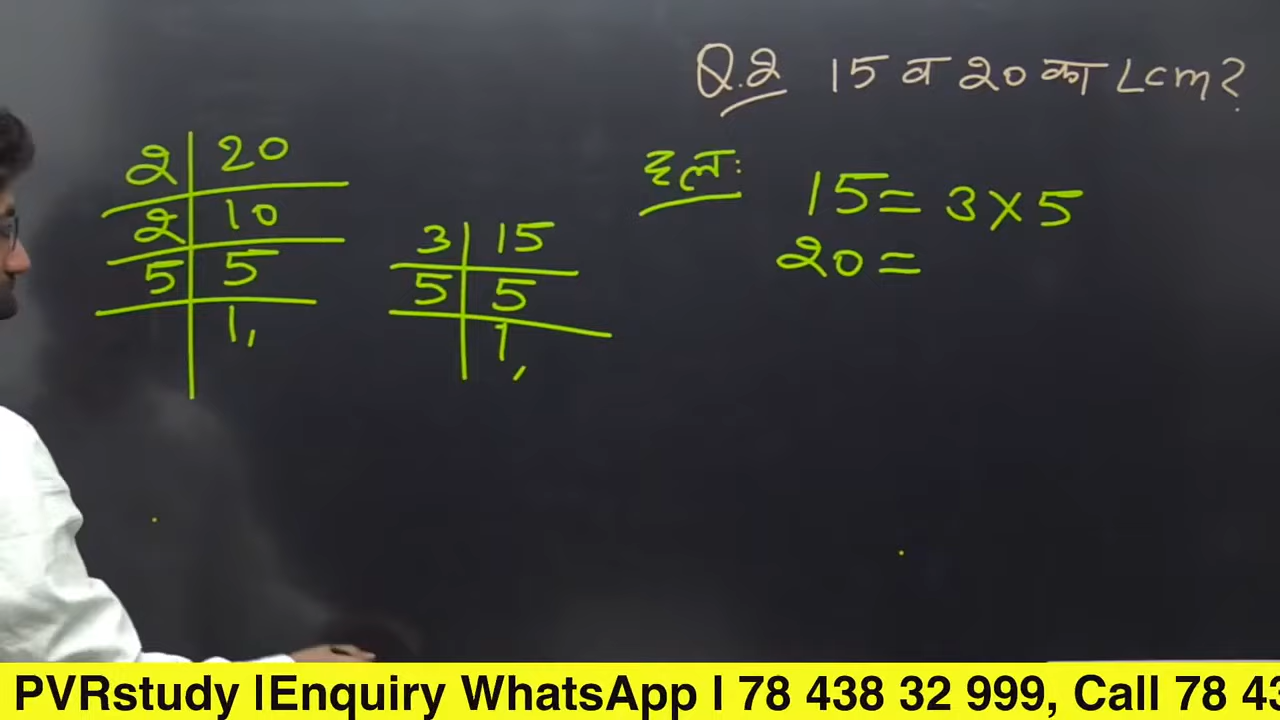 Q.2 15 व 20 का Lcm?
2 | 20
2 | 10
5 | 5
1,
3 | 15
5 | 5
1,
हल:
15 = 3 × 5
20 =
PVRstudy |Enquiry WhatsApp I 78 438 32 999, Call 78 43